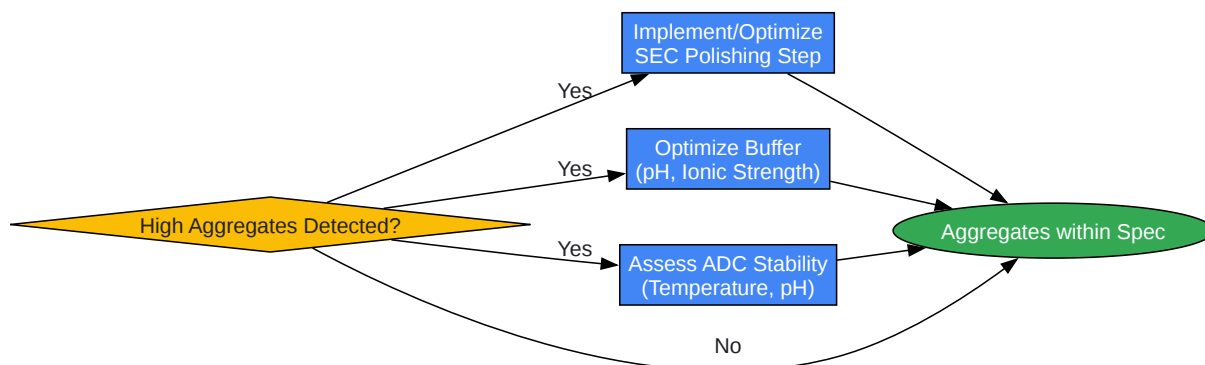 Implement/Optimize
SEC Polishing Step
Yes
Optimize Buffer
(pH, Ionic Strength)
Yes
High Aggregates Detected?
Aggregates within Spec
Yes
Assess ADC Stability
(Temperature, pH)
No